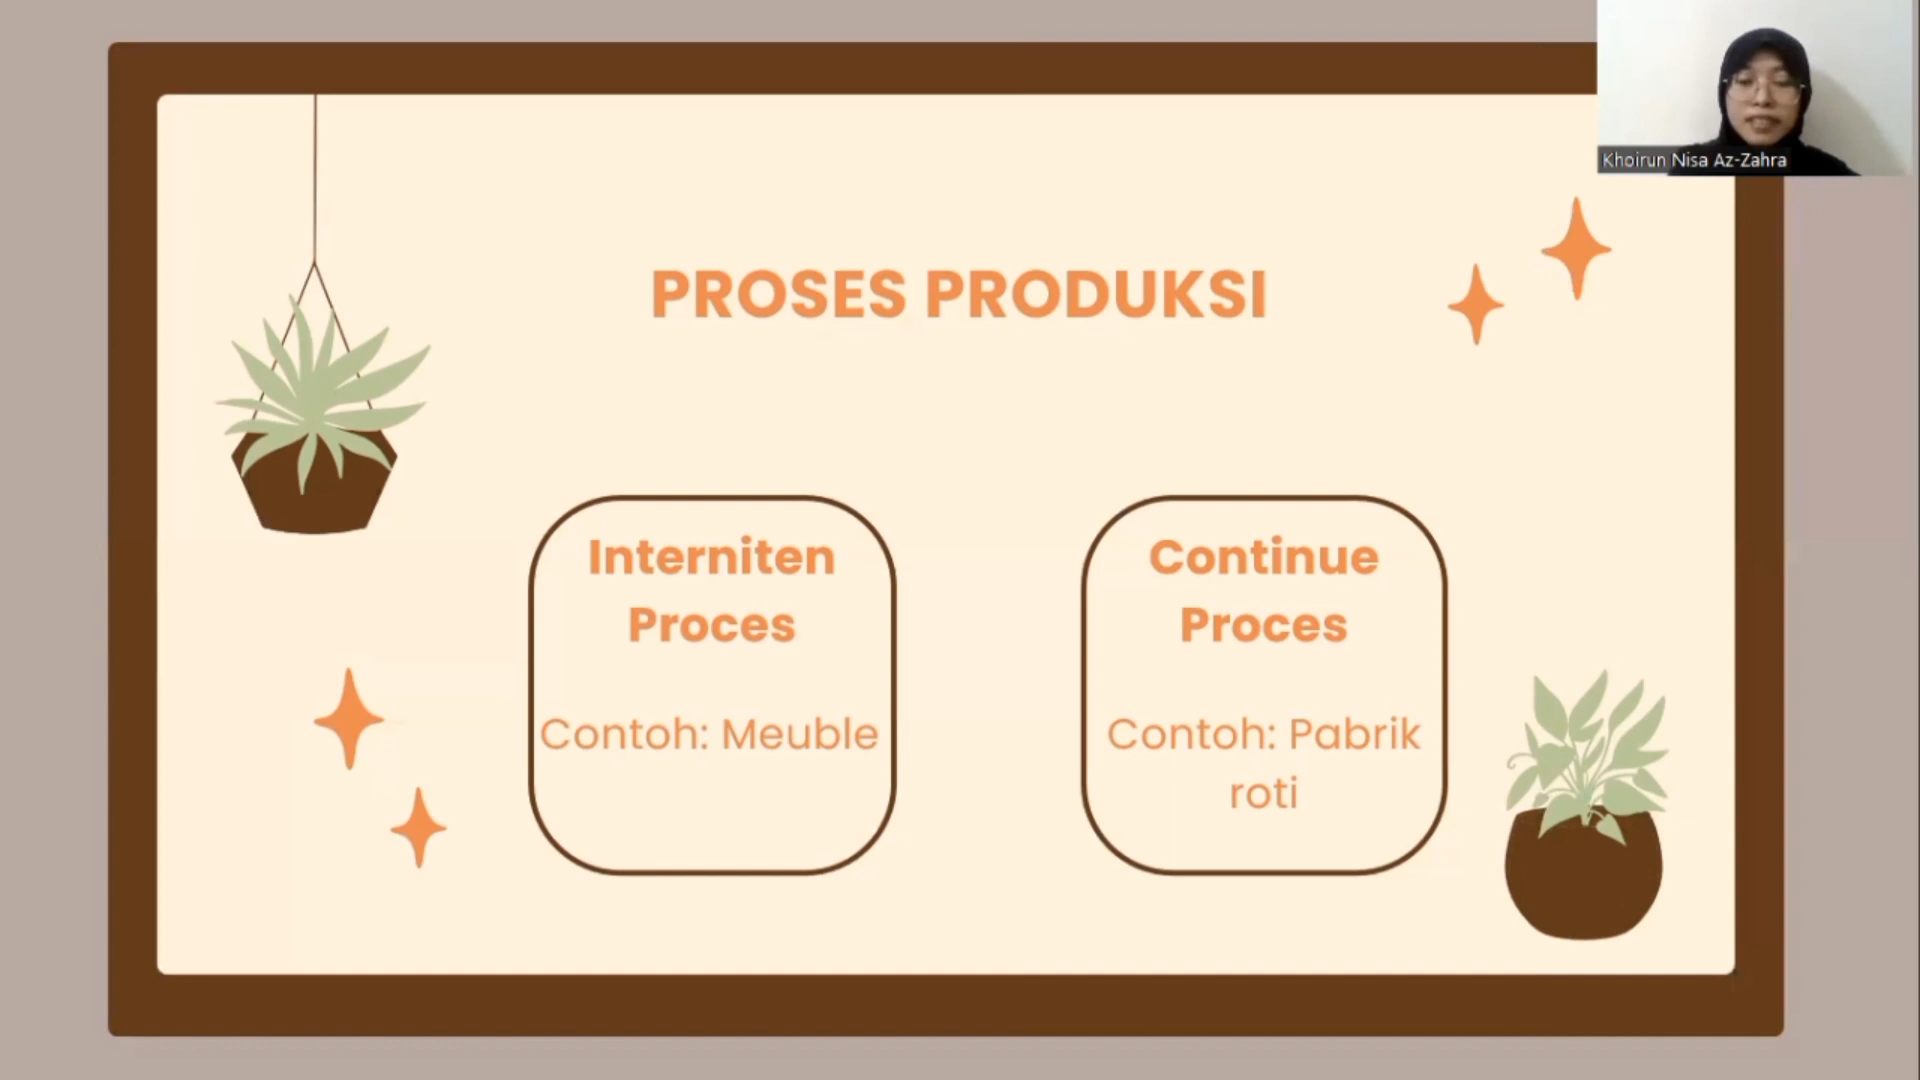 Khoirun Nisa Az-Zahra
PROSES PRODUKSI
Interniten
Proces
Contoh: Meuble
Continue
Proces
Contoh: Pabrik
roti